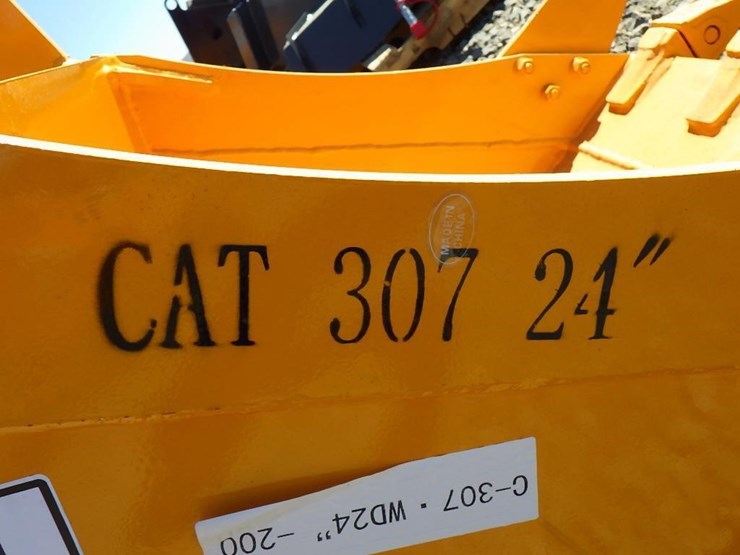 CAT 307 24"
MADE IN
CHINA
C-307 · WD24" -200